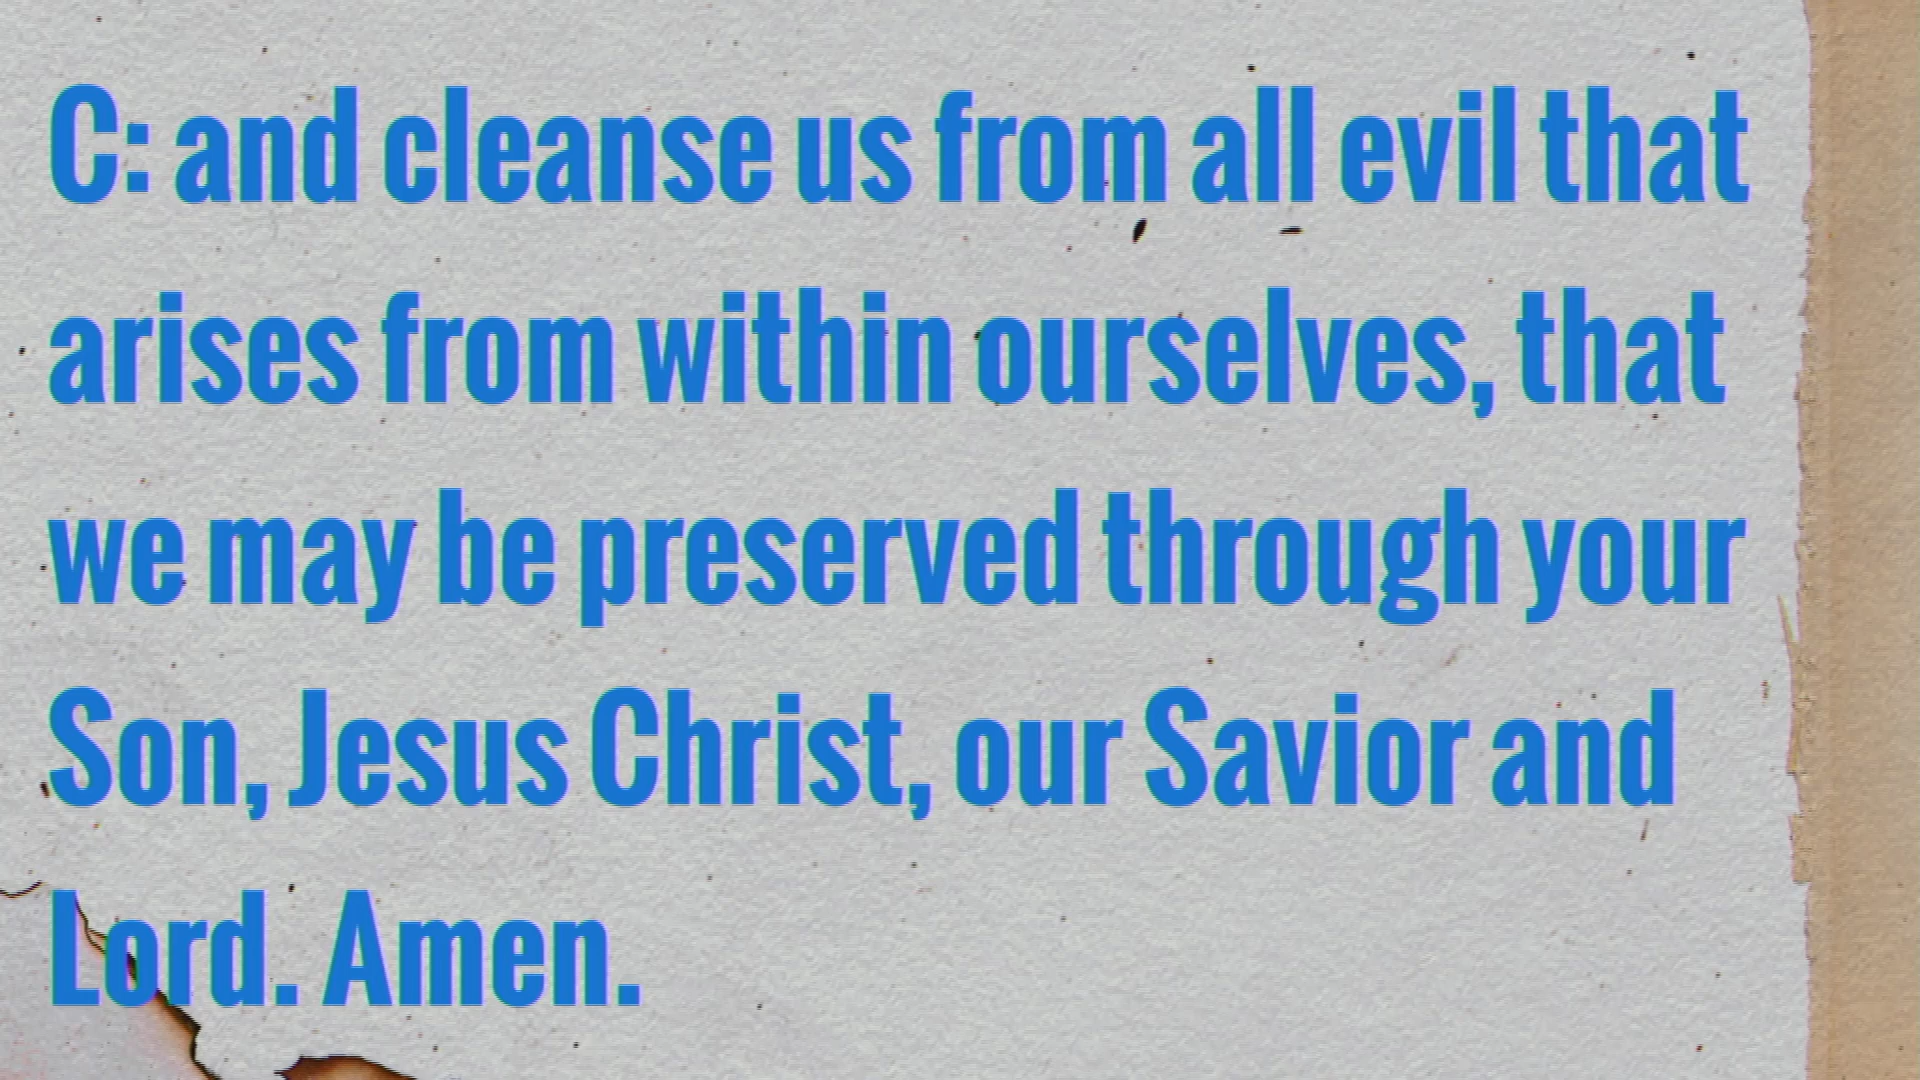 C: and cleanse us from all evil that
arises from within ourselves, that
we may be preserved through your
Son, Jesus Christ, our Savior and
Lord. Amen.